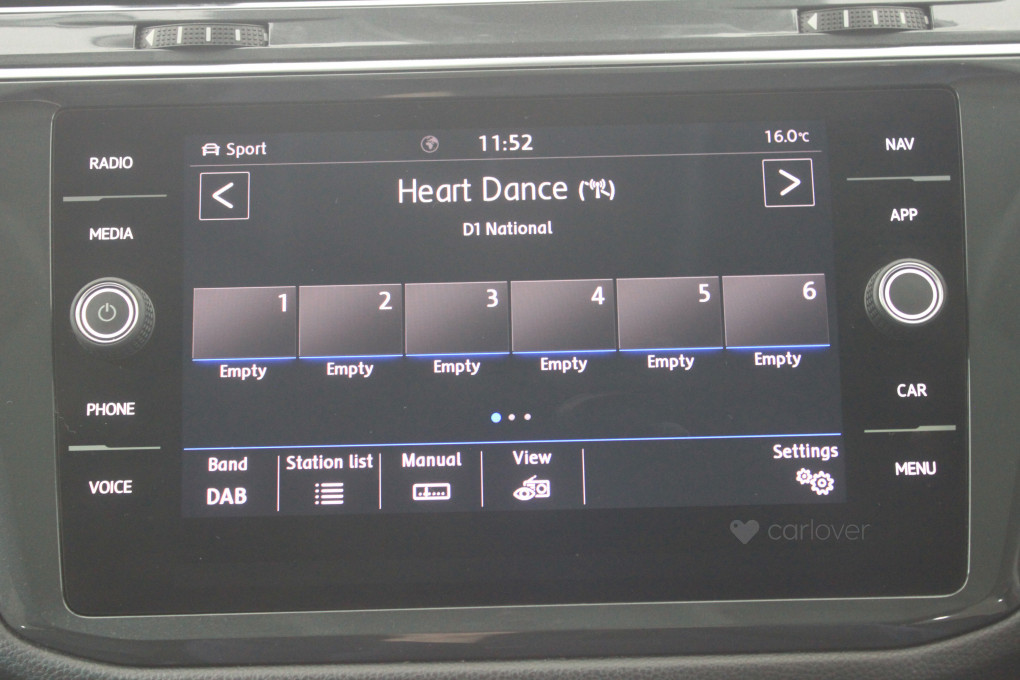 RADIO
MEDIA
PHONE
VOICE
Sport
11:52
16.0°C
<
Heart Dance
>
D1 National
1
2
3
4
5
6
Empty
Empty
Empty
Empty
Empty
Empty
Band
Station list
Manual
View
Settings
DAB
NAV
APP
CAR
MENU
carlover